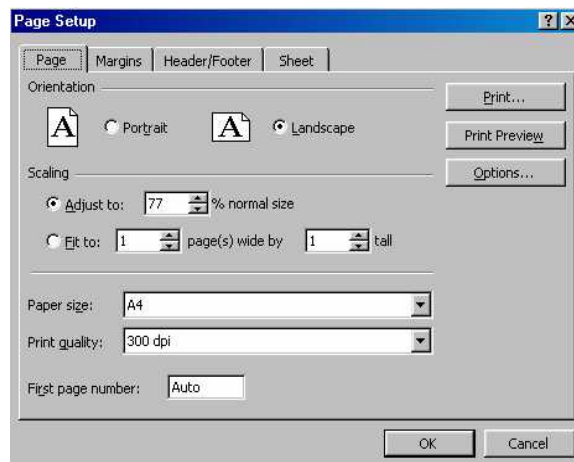 Page Setup
Page Margins Header/Footer Sheet
Orientation
A Portrait A Landscape
Print...
Print Preview
Options...
Scaling
Adjust to: 77 % normal size
Fit to: 1 page(s) wide by 1 tall
Paper size: A4
Print quality: 300 dpi
First page number: Auto
OK Cancel